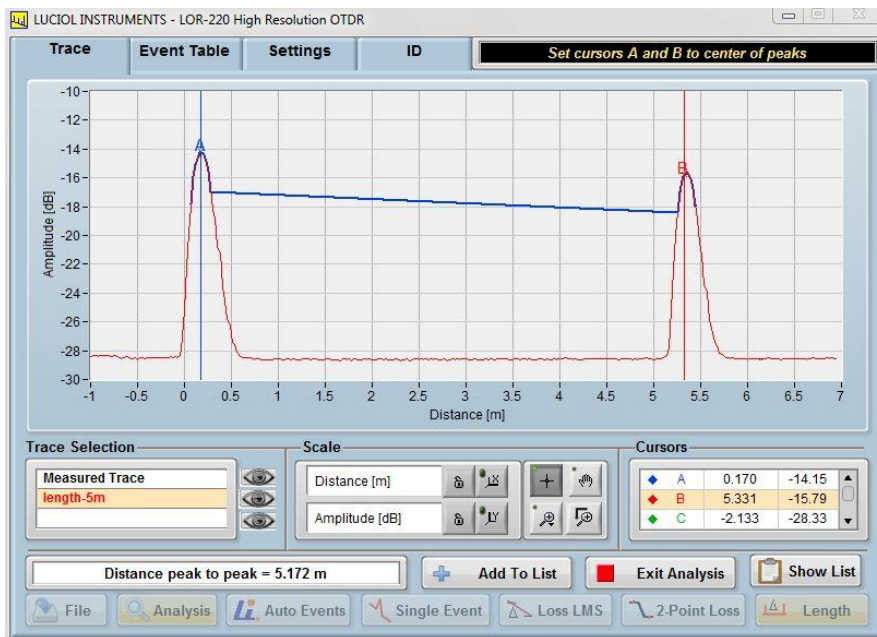 LUCIOL INSTRUMENTS - LOR-220 High Resolution OTDR
Trace Event Table Settings ID Set cursors A and B to center of peaks
-10
-12
-14
-16
-18
-20
-22
-24
-26
-28
-30
Amplitude [dB]
A
B
-1 -0.5 0 0.5 1 1.5 2 2.5 3 3.5 4 4.5 5 5.5 6 6.5 7
Distance [m]
Trace Selection
Measured Trace
length-5m
Scale
Distance [m]
Amplitude [dB]
Cursors
A 0.170 -14.15
B 5.331 -15.79
C -2.133 -28.33
Distance peak to peak = 5.172 m
Add To List
Exit Analysis
Show List
File
Analysis
Auto Events
Single Event
Loss LMS
2-Point Loss
Length